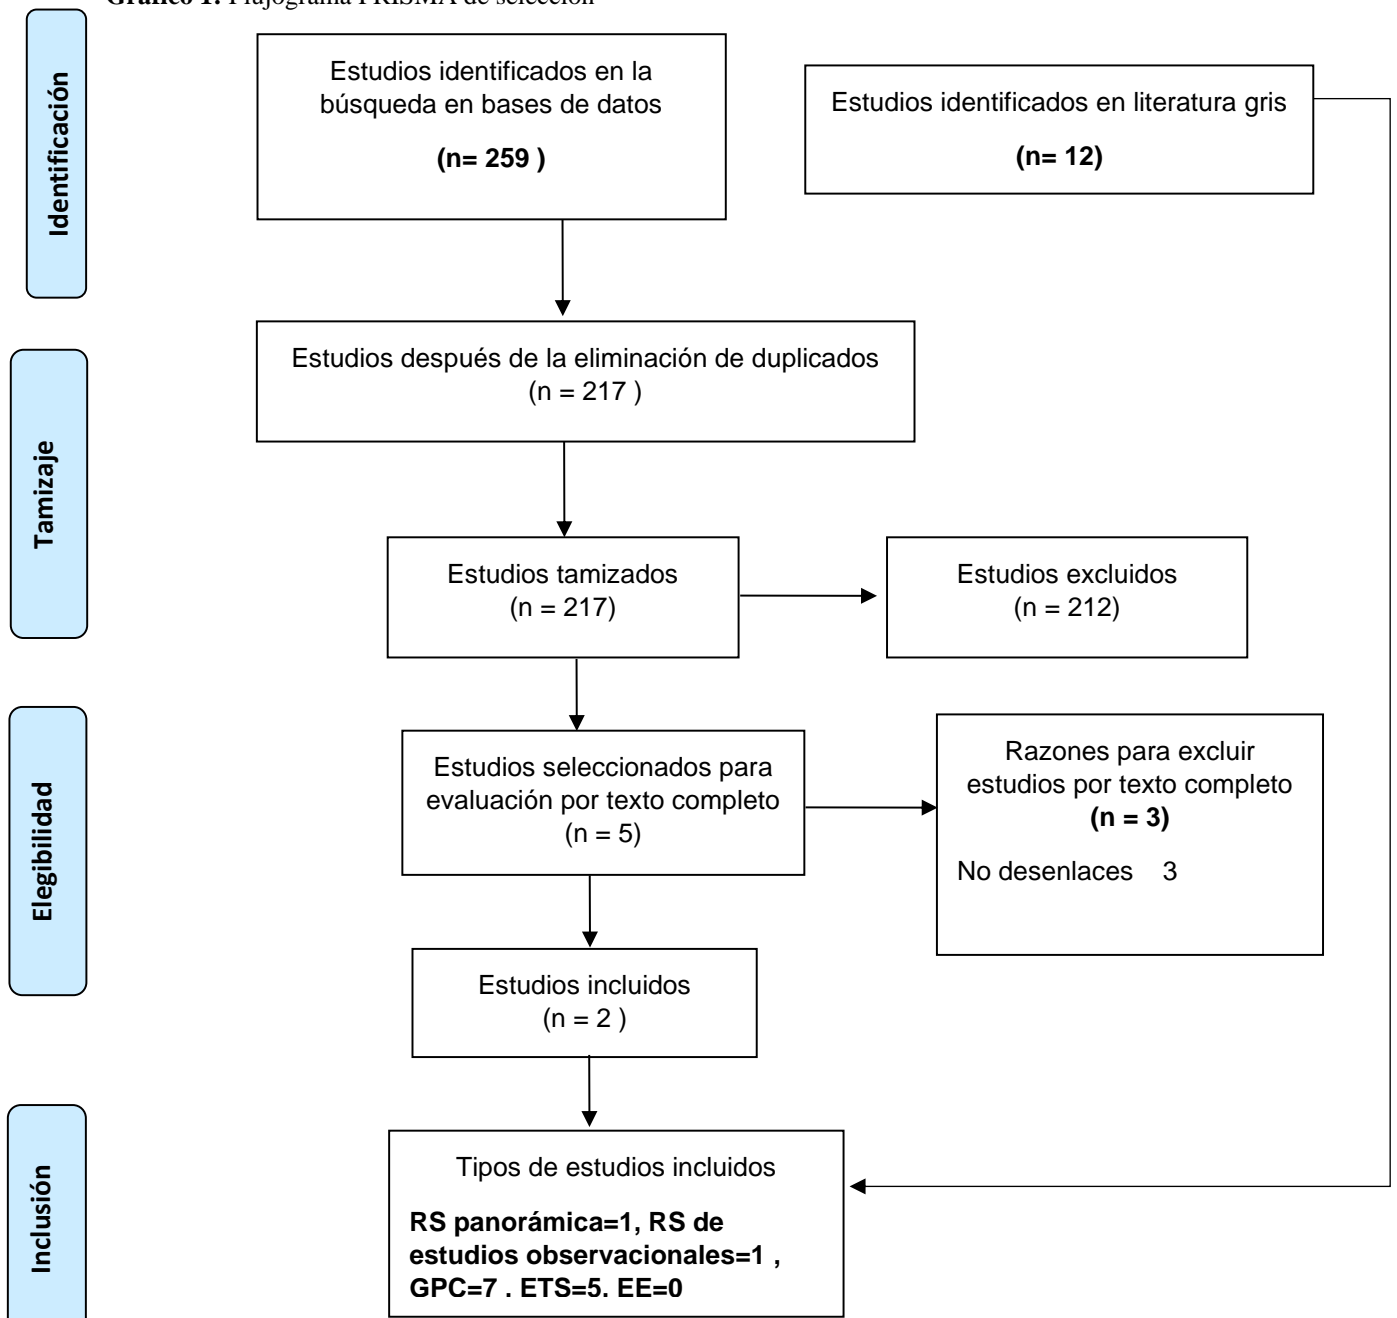 Gráfico 1. Flujograma PRISMA de selección
Identificación
Estudios identificados en la
búsqueda en bases de datos
(n= 259 )
Estudios identificados en literatura gris
(n= 12)
Tamizaje
Estudios después de la eliminación de duplicados
(n = 217 )
Estudios tamizados
(n = 217)
Estudios excluidos
(n = 212)
Elegibilidad
Estudios seleccionados para
evaluación por texto completo
(n = 5)
Razones para excluir
estudios por texto completo
(n = 3)
No desenlaces 3
Estudios incluidos
(n = 2 )
Inclusión
Tipos de estudios incluidos
RS panorámica=1, RS de
estudios observacionales=1 ,
GPC=7 . ETS=5. EE=0